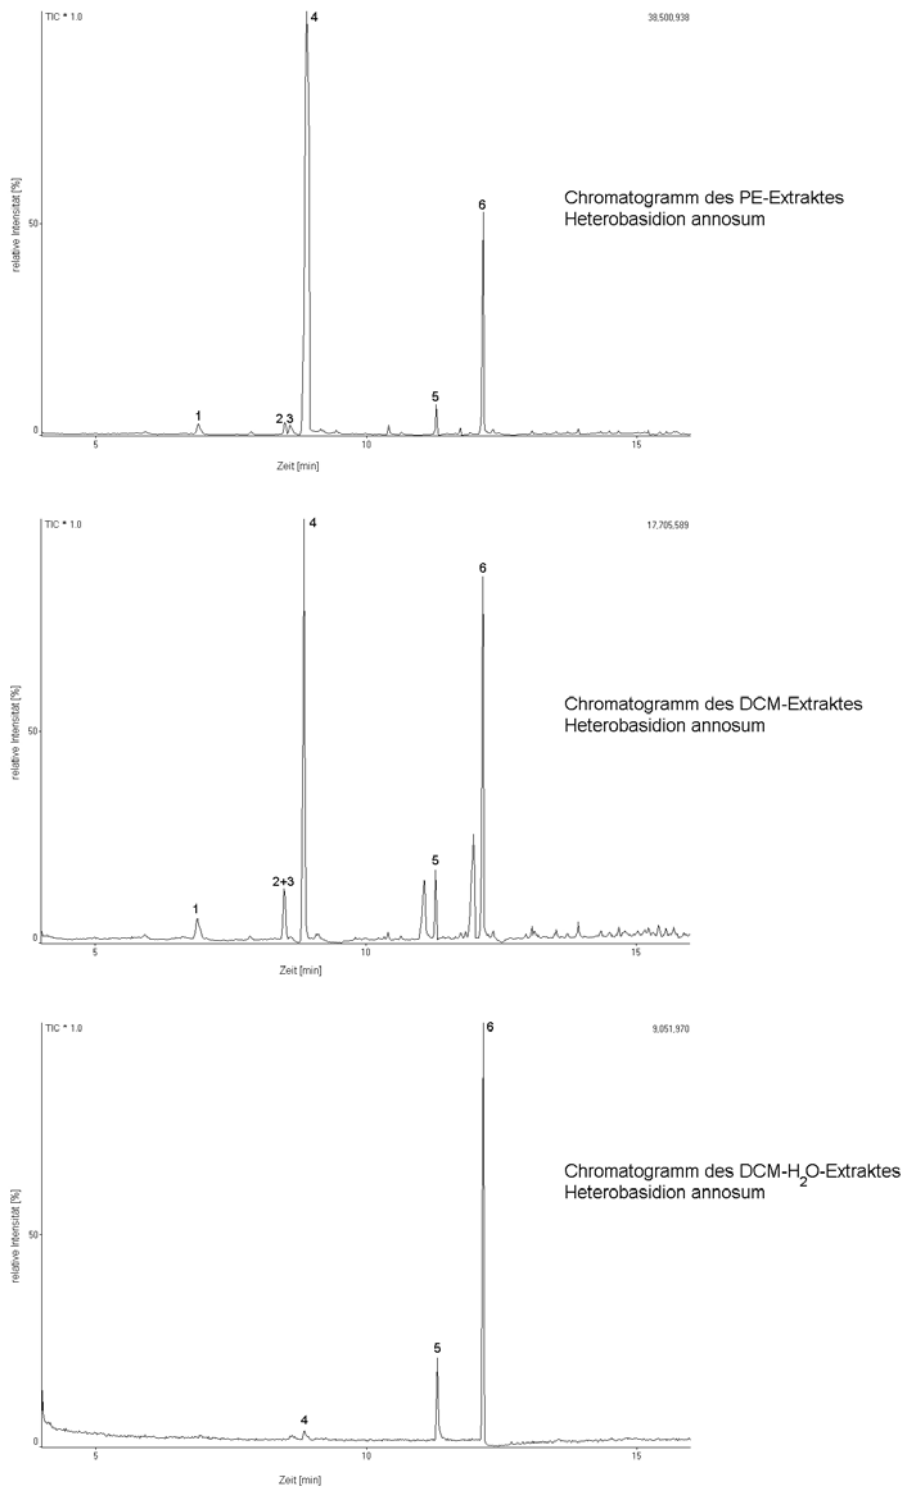 TIC * 1.0
4
38,500,938
relative Intensität [%]
50
0
6
Chromatogramm des PE-Extraktes
Heterobasidion annosum
1
2 3
5
5
10
15
Zeit [min]
TIC * 1.0
4
17,705,589
relative Intensität [%]
50
0
6
Chromatogramm des DCM-Extraktes
Heterobasidion annosum
1
2+3
5
5
10
15
Zeit [min]
TIC * 1.0
6
9,051,970
relative Intensität [%]
50
0
Chromatogramm des DCM-H₂O-Extraktes
Heterobasidion annosum
5
4
5
10
15
Zeit [min]